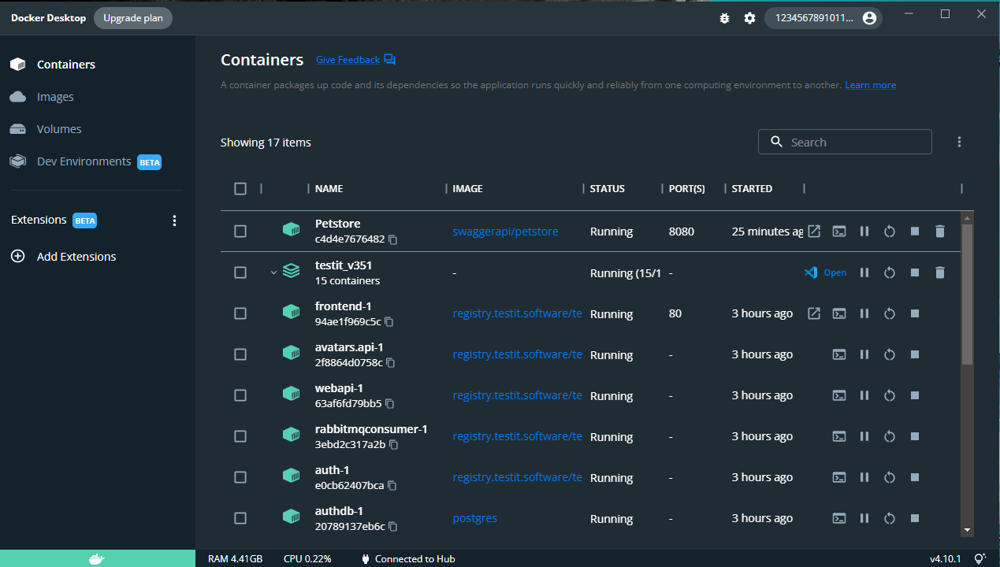 Docker Desktop Upgrade plan 1234567891011...
Containers
Images
Volumes
Dev Environments BETA
Extensions BETA
Add Extensions
Containers Give Feedback
A container packages up code and its dependencies so the application runs quickly and reliably from one computing environment to another. Learn more
Showing 17 items Search
NAME IMAGE STATUS PORT(S) STARTED
Petstore
c4d4e7676482 swaggerapi/petstore Running 8080 25 minutes ag
testit_v351
15 containers - Running (15/1 - Open
frontend-1
94ae1f969c5c registry.testit.software/te Running 80 3 hours ago
avatars.api-1
2f8864d0758c registry.testit.software/te Running - 3 hours ago
webapi-1
63af6fd79bb5 registry.testit.software/te Running - 3 hours ago
rabbitmqconsumer-1
3ebd2c317a2b registry.testit.software/te Running - 3 hours ago
auth-1
e0cb62407bca registry.testit.software/te Running - 3 hours ago
authdb-1
20789137eb6c postgres Running - 3 hours ago
RAM 4.41GB CPU 0.22% Connected to Hub v4.10.1